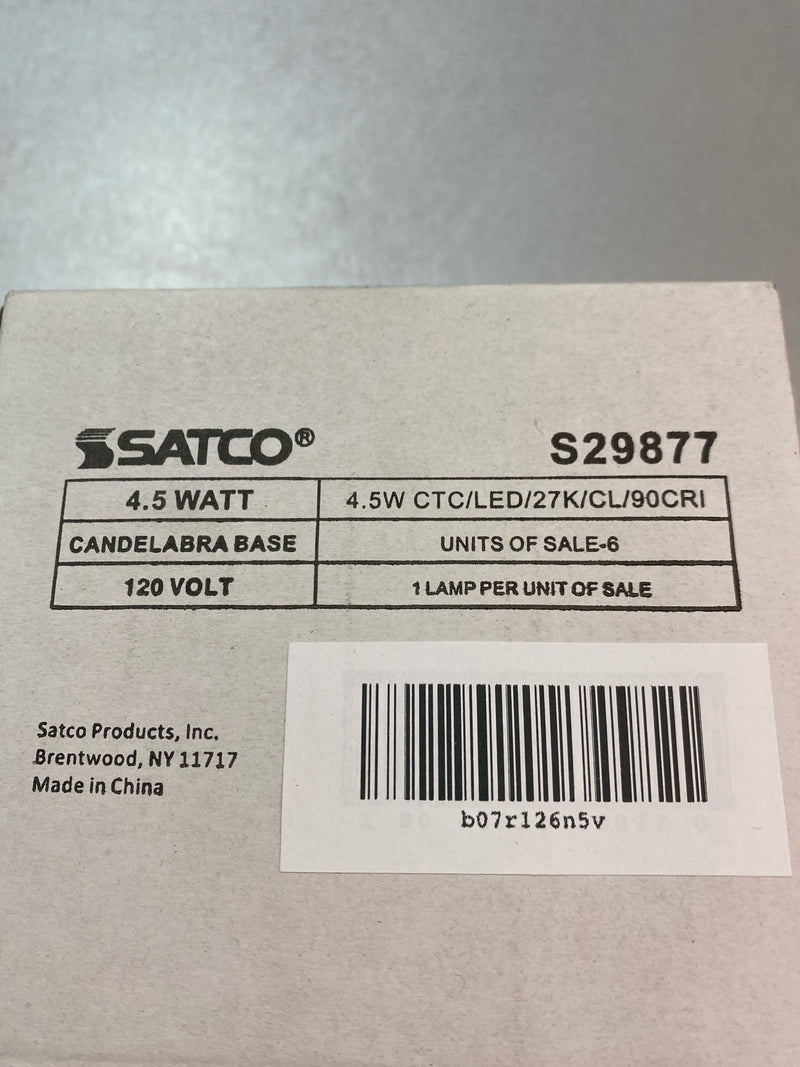 SATCO® S29877
4.5 WATT 4.5W CTC/LED/27K/CL/90CRI
CANDELABRA BASE UNITS OF SALE-6
120 VOLT 1 LAMP PER UNIT OF SALE
Satco Products, Inc.
Brentwood, NY 11717
Made in China
b07r126n5v